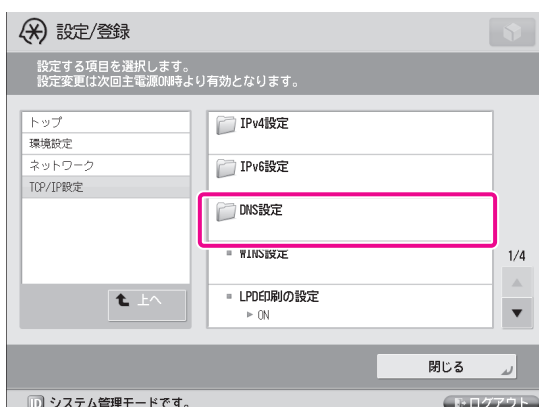 設定/登録
設定する項目を選択します。
設定変更は次回主電源ON時より有効となります。
トップ
環境設定
ネットワーク
TCP/IP設定
上へ
IPv4設定
IPv6設定
DNS設定
WINS設定
LPD印刷の設定
ON
1/4
閉じる
ID システム管理モードです。
ログアウト